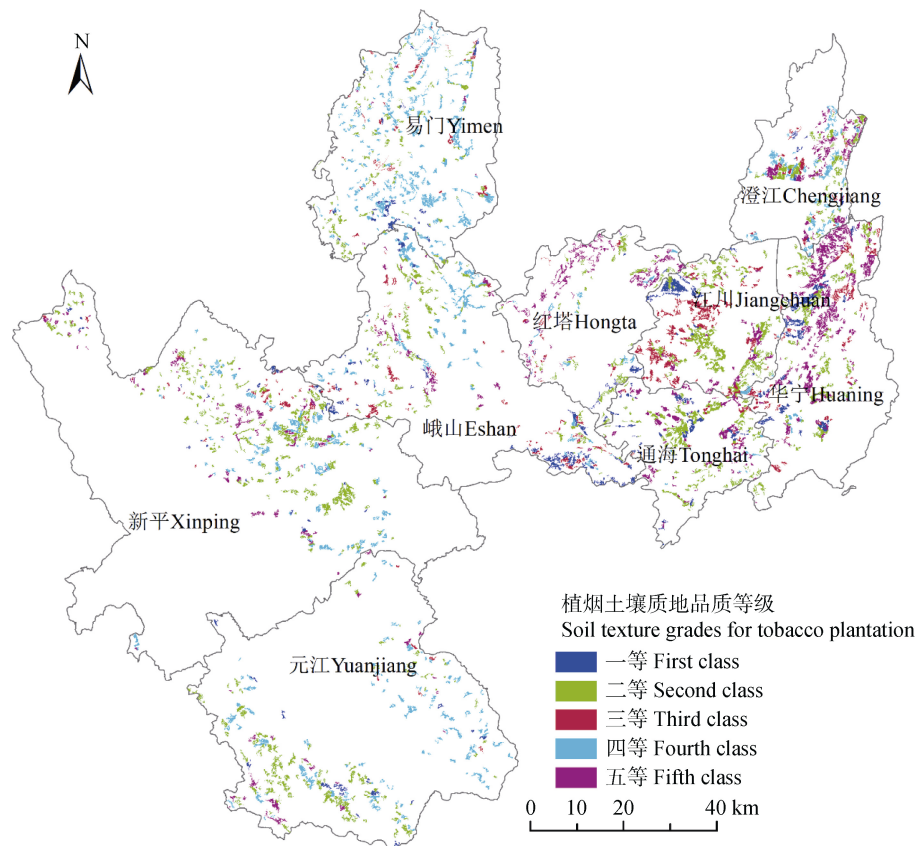 N
易门Yimen
澄江Chengjiang
江川Jiangchuan
红塔Hongta
华宁Huaning
峨山Eshan
通海Tonghai
新平Xinping
元江Yuanjiang
植烟土壤质地品质等级
Soil texture grades for tobacco plantation
一等 First class
二等 Second class
三等 Third class
四等 Fourth class
五等 Fifth class
0 10 20 40 km